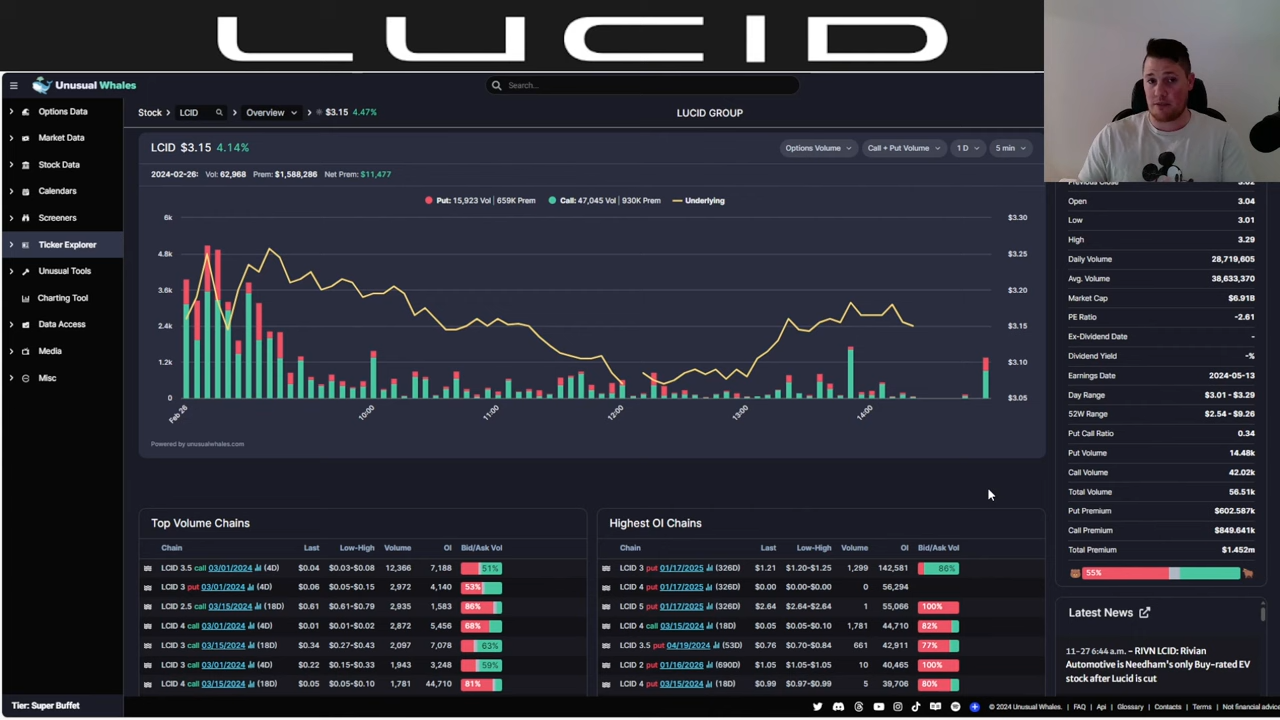 LUCID
Unusual Whales
Search...
Options Data
Market Data
Stock Data
Calendars
Screeners
Ticker Explorer
Unusual Tools
Charting Tool
Data Access
Media
Misc
Tier: Super Buffet
Stock > LCID > Overview > $3.15 4.47%
LUCID GROUP
LCID $3.15 4.14%
Options Volume Call + Put Volume 1 D 5 min
2024-02-26: Vol: 62,968 Prem: $1,588,286 Net Prem: $11,477
Put: 15,923 Vol | 659K Prem Call: 47,045 Vol | 930K Prem Underlying
6k $3.30
4.8k $3.25
3.6k $3.20
2.4k $3.15
1.2k $3.10
0 $3.05
Feb 26 10:00 11:00 12:00 13:00 14:00
Powered by unusualwhales.com
Top Volume Chains
Chain Last Low-High Volume OI Bid/Ask Vol
LCID 3.5 call 03/01/2024 (4D) $0.04 $0.03-$0.08 12,366 7,188 51%
LCID 3 put 03/01/2024 (4D) $0.06 $0.05-$0.15 2,972 4,140 53%
LCID 2.5 call 03/15/2024 (18D) $0.61 $0.61-$0.79 2,935 1,583 86%
LCID 4 call 03/01/2024 (4D) $0.01 $0.01-$0.02 2,872 5,456 68%
LCID 3 call 03/15/2024 (18D) $0.34 $0.27-$0.43 2,097 7,078 63%
LCID 3 call 03/01/2024 (4D) $0.22 $0.15-$0.33 1,943 3,248 59%
LCID 4 call 03/15/2024 (18D) $0.05 $0.05-$0.10 1,781 44,710 81%
Highest OI Chains
Chain Last Low-High Volume OI Bid/Ask Vol
LCID 3 put 01/17/2025 (326D) $1.21 $1.20-$1.25 1,299 142,581 86%
LCID 4 put 01/17/2025 (326D) $0.00 $0.00-$0.00 0 56,294
LCID 5 put 01/17/2025 (326D) $2.64 $2.64-$2.64 1 55,066 100%
LCID 4 call 03/15/2024 (18D) $0.05 $0.05-$0.10 1,781 44,710 82%
LCID 3.5 put 04/19/2024 (53D) $0.76 $0.70-$0.84 661 42,911 77%
LCID 2 put 01/16/2026 (690D) $1.05 $1.05-$1.05 10 40,465 100%
LCID 4 put 03/15/2024 (18D) $0.99 $0.97-$0.99 5 39,706 80%
Previous Close 3.02
Open 3.04
Low 3.01
High 3.29
Daily Volume 28,719,605
Avg. Volume 38,633,370
Market Cap $6.91B
PE Ratio -2.61
Ex-Dividend Date -
Dividend Yield -%
Earnings Date 2024-05-13
Day Range $3.01 - $3.29
52W Range $2.54 - $9.26
Put Call Ratio 0.34
Put Volume 14.48k
Call Volume 42.02k
Total Volume 56.51k
Put Premium $602.587k
Call Premium $849.641k
Total Premium $1.452m
55%
Latest News
11-27 6:44 a.m. – RIVN LCID: Rivian
Automotive is Needham's only Buy-rated EV
stock after Lucid is cut
© 2024 Unusual Whales. | FAQ | Api | Glossary | Contacts | Terms | Not financial advice